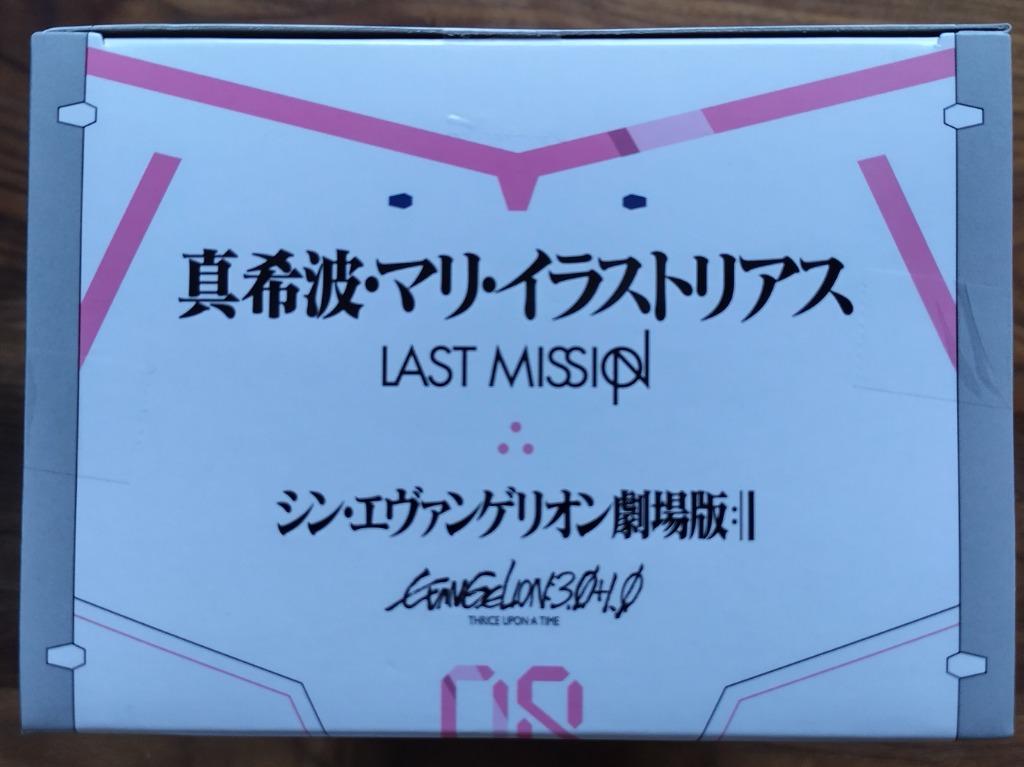 真希波・マリ・イラストリアス
LAST MISSION
シン・エヴァンゲリオン劇場版:||
EVANGELION:3.0+1.0
THRICE UPON A TIME
08